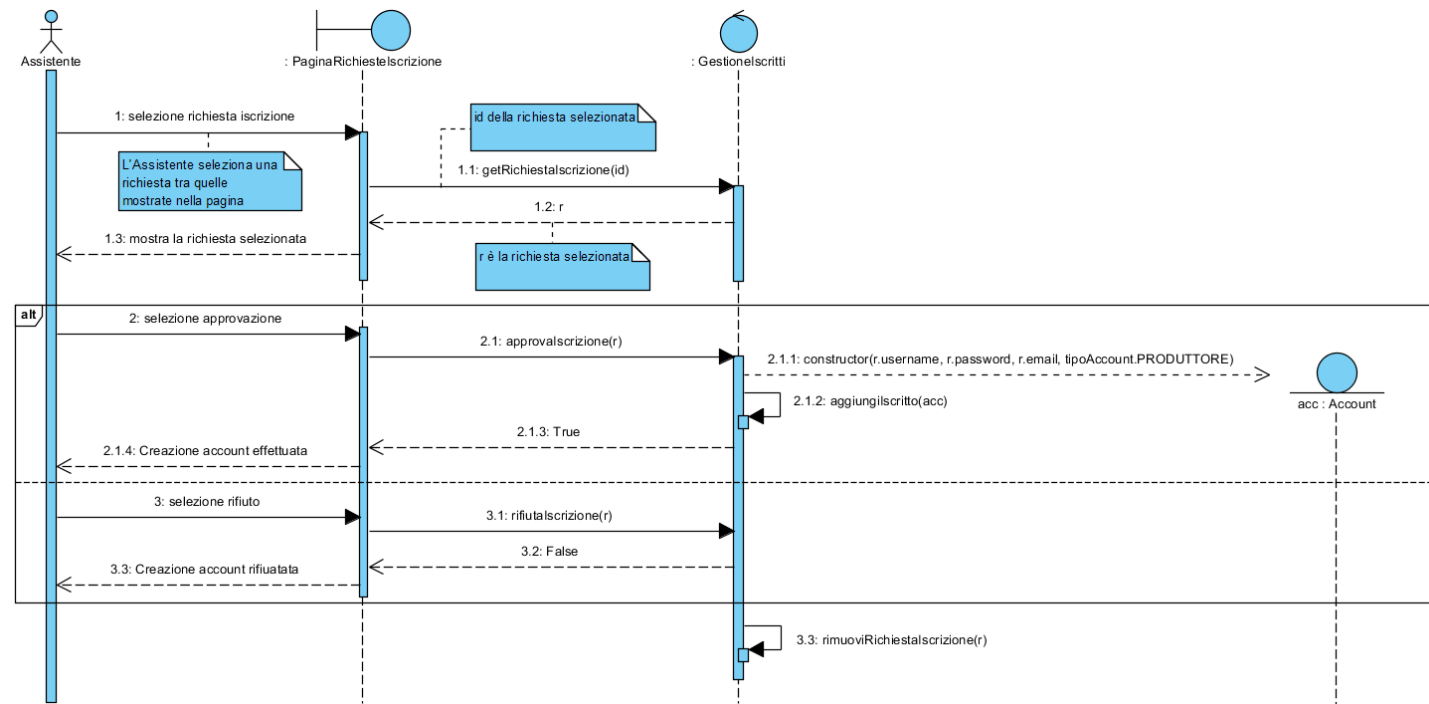 Assistente
: PaginaRichiesteIscrizione
: GestioneIscritti
1: selezione richiesta iscrizione
id della richiesta selezionata
L'Assistente seleziona una
richiesta tra quelle
mostrate nella pagina
1.1: getRichiestaIscrizione(id)
1.2: r
1.3: mostra la richiesta selezionata
r è la richiesta selezionata
alt
2: selezione approvazione
2.1: approvaIscrizione(r)
2.1.1: constructor(r.username, r.password, r.email, tipoAccount.PRODUTTORE)
2.1.2: aggiungiIscritto(acc)
acc : Account
2.1.3: True
2.1.4: Creazione account effettuata
3: selezione rifiuto
3.1: rifiutaIscrizione(r)
3.2: False
3.3: Creazione account rifiuatata
3.3: rimuoviRichiestaIscrizione(r)